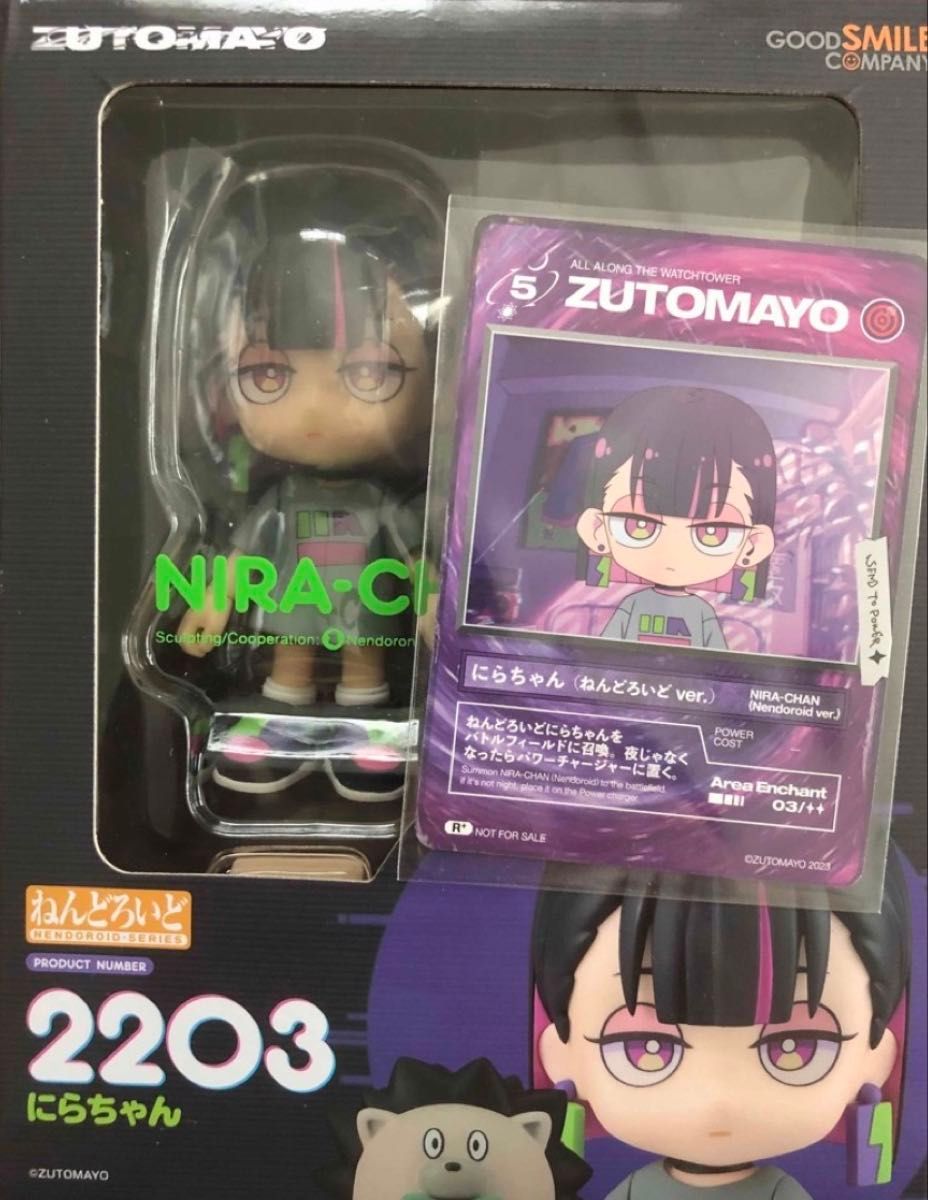 ZUTOMAYO
GOODSMILE
COMPANY
5
ALL ALONG THE WATCHTOWER
ZUTOMAYO
SEND TO POWER
NIRA-CH
Sculpting/Cooperation: Nendoron
にらちゃん(ねんどろいど ver.)
NIRA-CHAN
(Nendoroid ver.)
ねんどろいどにらちゃんを
バトルフィールドに召喚。夜じゃなく
なったらパワーチャージャーに置く。
Summon NIRA-CHAN (Nendoroid) to the battlefield.
if it's not night, place it on the Power charger.
POWER
COST
Area Enchant
03/++
R+ NOT FOR SALE
©ZUTOMAYO 2023
ねんどろいど
NENDOROID·SERIES
PRODUCT NUMBER
2203
にらちゃん
©ZUTOMAYO